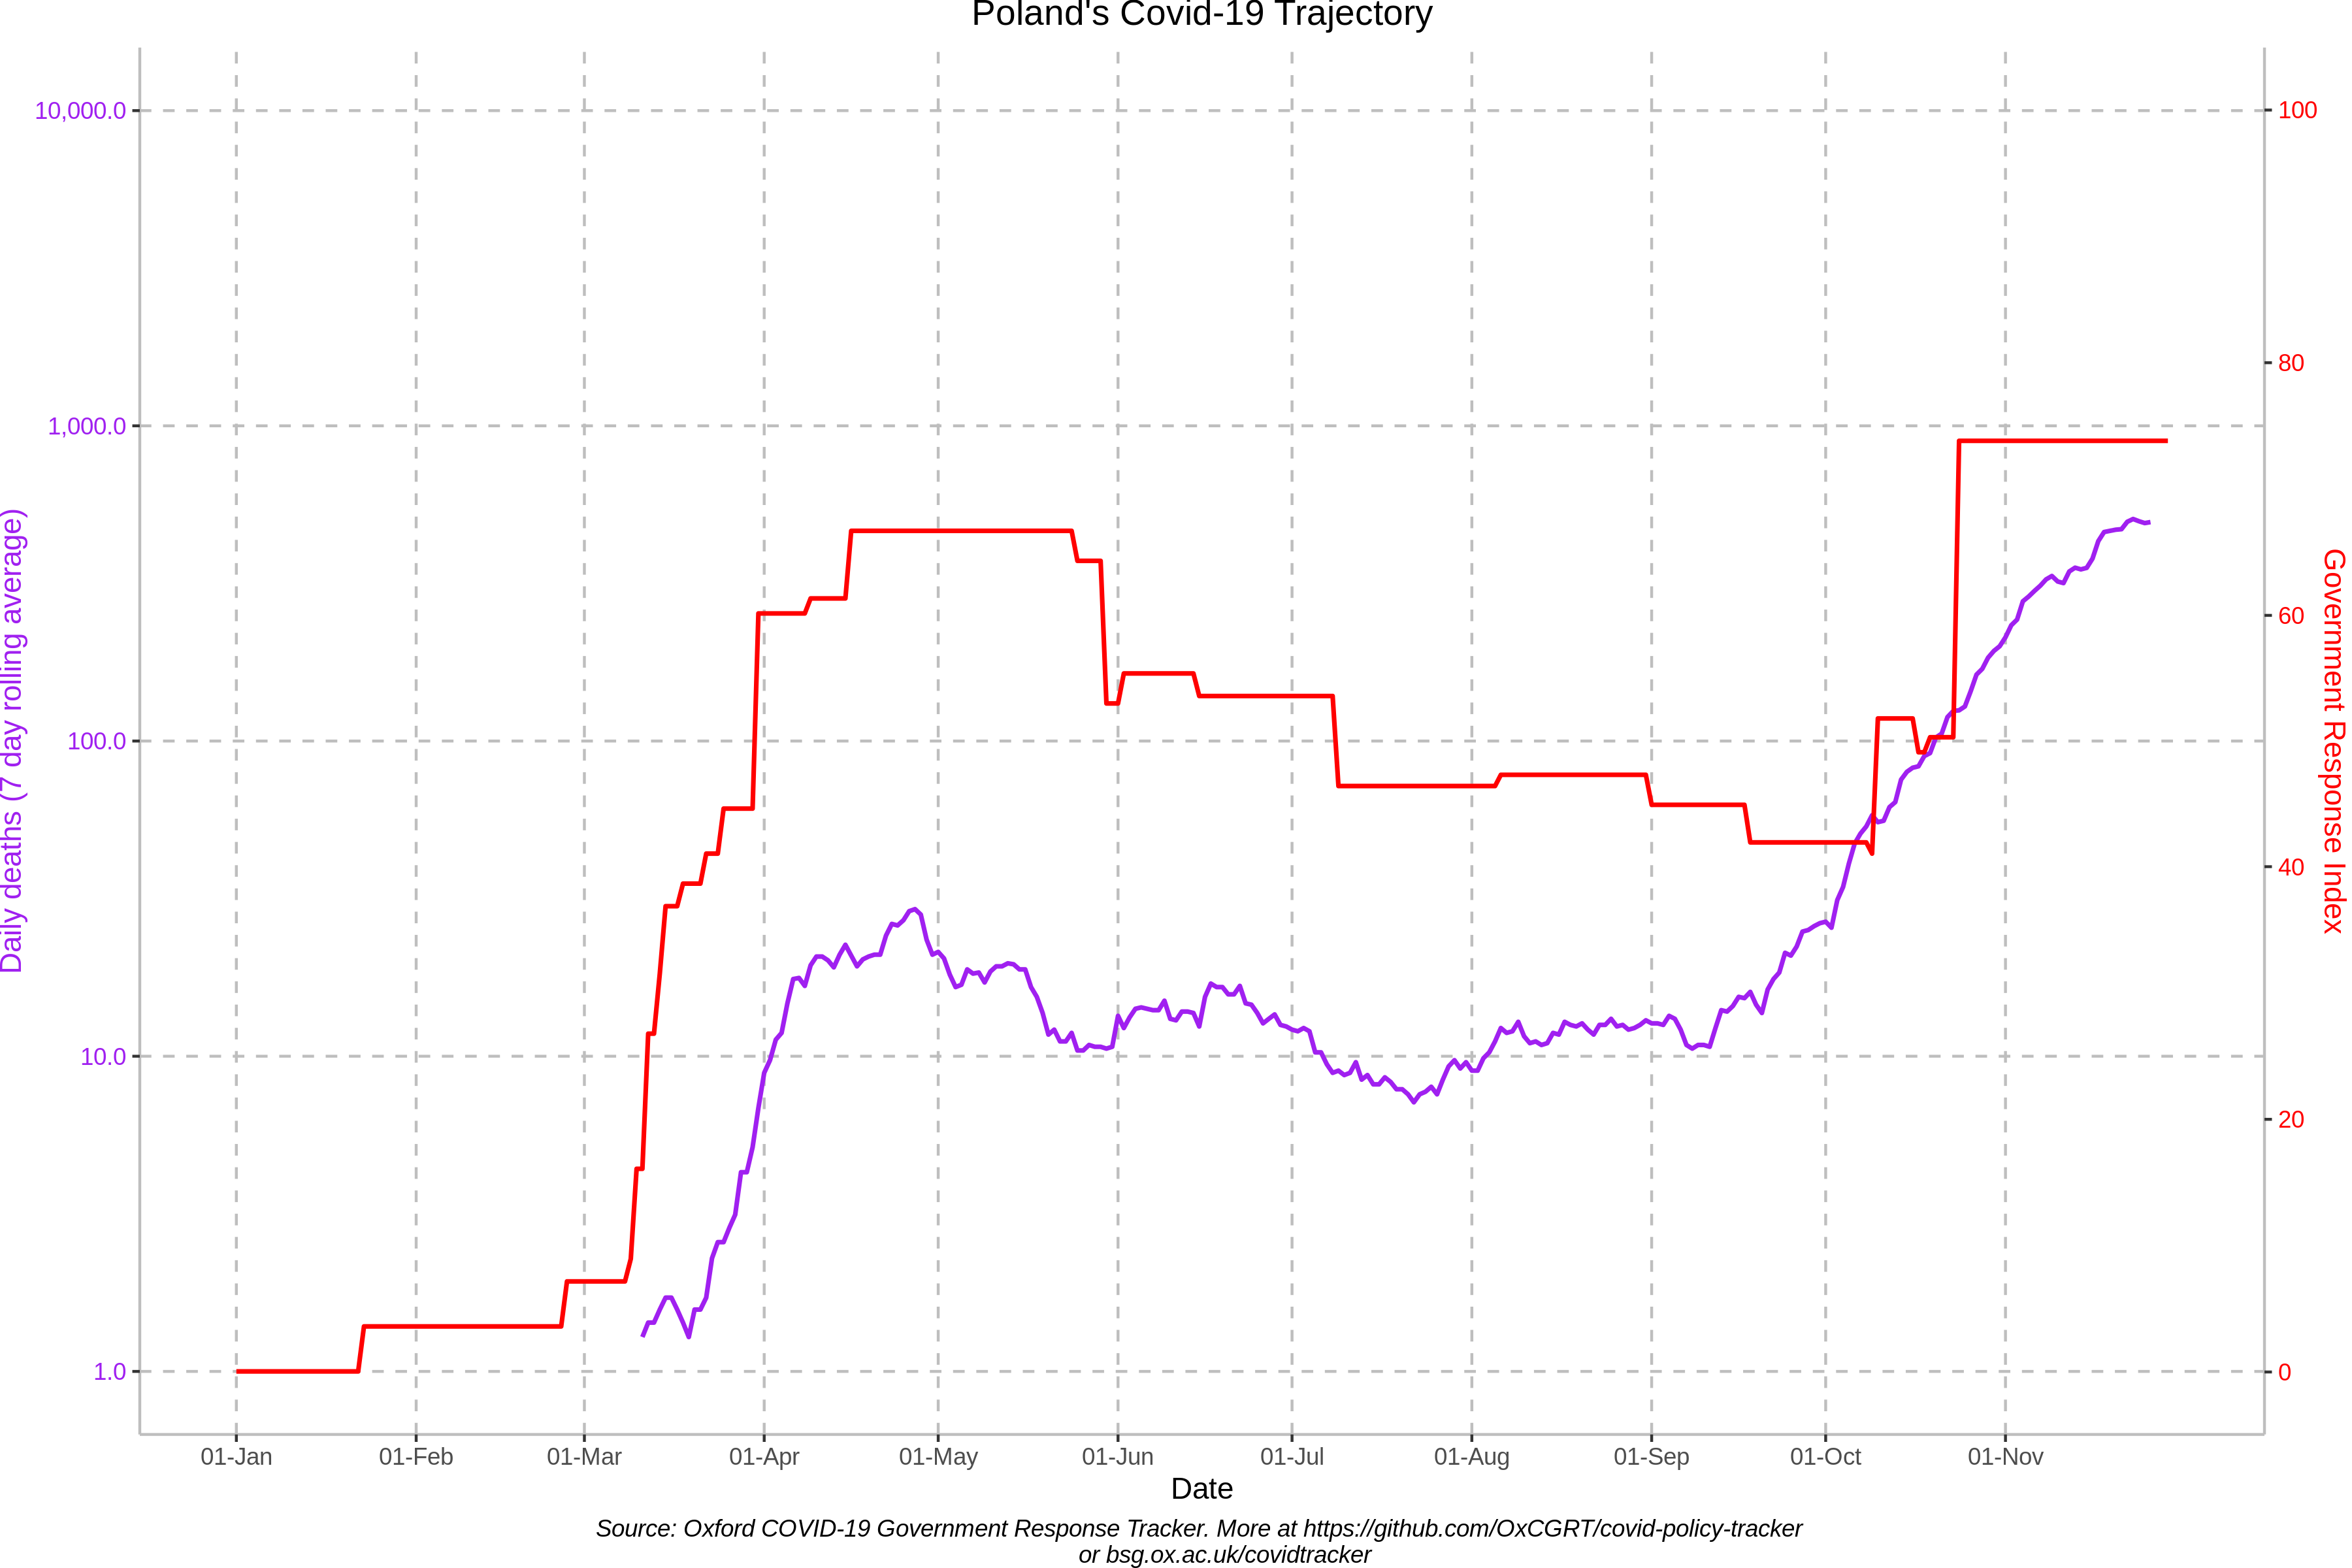 Poland's Covid-19 Trajectory
10,000.0
1,000.0
100.0
10.0
1.0
Daily deaths (7 day rolling average)
100
80
60
40
20
0
Government Response Index
01-Jan
01-Feb
01-Mar
01-Apr
01-May
01-Jun
01-Jul
01-Aug
01-Sep
01-Oct
01-Nov
Date
Source: Oxford COVID-19 Government Response Tracker. More at https://github.com/OxCGRT/covid-policy-tracker
or bsg.ox.ac.uk/covidtracker